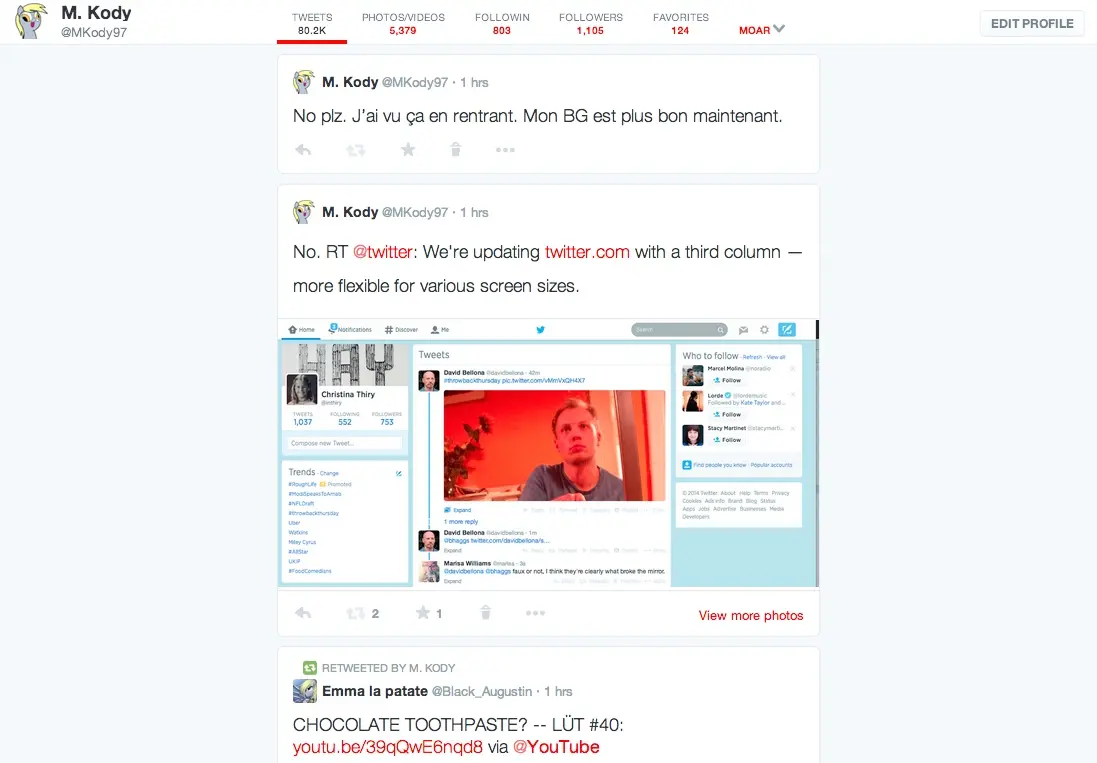 M. Kody
@MKody97
TWEETS
80.2K
PHOTOS/VIDEOS
5,379
FOLLOWIN
803
FOLLOWERS
1,105
FAVORITES
124
MOAR
EDIT PROFILE
M. Kody @MKody97 · 1 hrs
No plz. J'ai vu ça en rentrant. Mon BG est plus bon maintenant.
M. Kody @MKody97 · 1 hrs
No. RT @twitter: We're updating twitter.com with a third column —
more flexible for various screen sizes.
Home Notifications Discover Me
Search
HAY
Christina Thiry
TWEETS FOLLOWING FOLLOWERS
1,037 552 753
Compose new Tweet...
Trends · Change
#RoughLife Promoted
#NFLDraft
#throwbackthursday
Uber
Watkins
Miley Cyrus
#AllStar
UKIP
#FoodComedians
Tweets
David Bellona @davidbellona · 42m
#throwbackthursday pic.twitter.com/vMmVxQH4X7
Expand
1 more reply
David Bellona @davidbellona · 1m
@bhaggs twitter.com/davidbellona/s...
Expand
Marisa Williams @marisa · 3s
@davidbellona @bhaggs faux or not, I think they're clearly what broke the mirror.
Expand
Who to follow · Refresh · View all
Marcel Molina @noradio
Follow
Lorde @lordemusic
Followed by Kate Taylor and...
Follow
Stacy Martinet @stacymarti...
Follow
Find people you know · Popular accounts
© 2014 Twitter About Help Terms Privacy
Cookies Ads info Brand Blog Status
Apps Jobs Advertise Businesses Media
Developers
2
1
View more photos
RETWEETED BY M. KODY
Emma la patate @Black_Augustin · 1 hrs
CHOCOLATE TOOTHPASTE? -- LÜT #40:
youtu.be/39qQwE6nqd8 via @YouTube